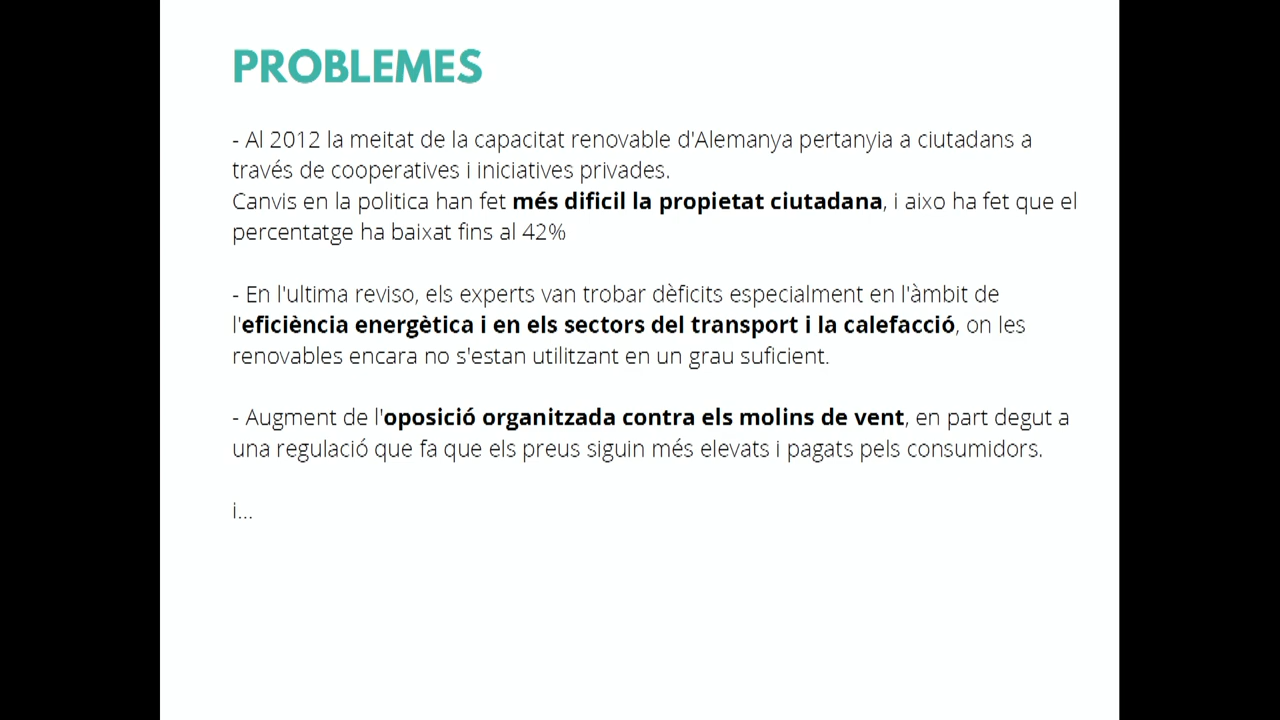 PROBLEMES
- Al 2012 la meitat de la capacitat renovable d'Alemanya pertanyia a ciutadans a
través de cooperatives i iniciatives privades.
Canvis en la politica han fet més dificil la propietat ciutadana, i aixo ha fet que el
percentatge ha baixat fins al 42%
- En l'ultima reviso, els experts van trobar dèficits especialment en l'àmbit de
l'eficiència energètica i en els sectors del transport i la calefacció, on les
renovables encara no s'estan utilitzant en un grau suficient.
- Augment de l'oposició organitzada contra els molins de vent, en part degut a
una regulació que fa que els preus siguin més elevats i pagats pels consumidors.
i...